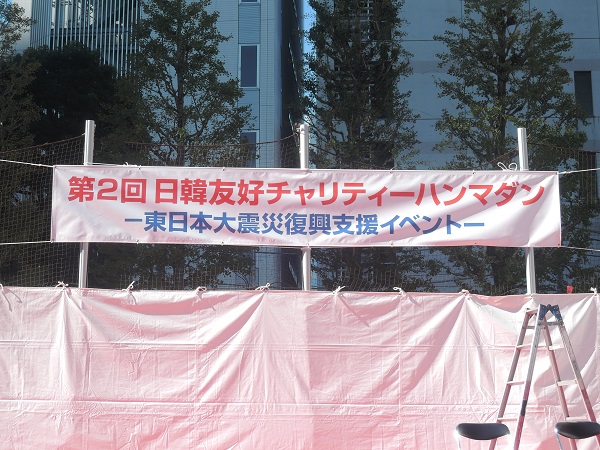 第2回 日韓友好チャリティーハンマダン
ー東日本大震災復興支援イベントー